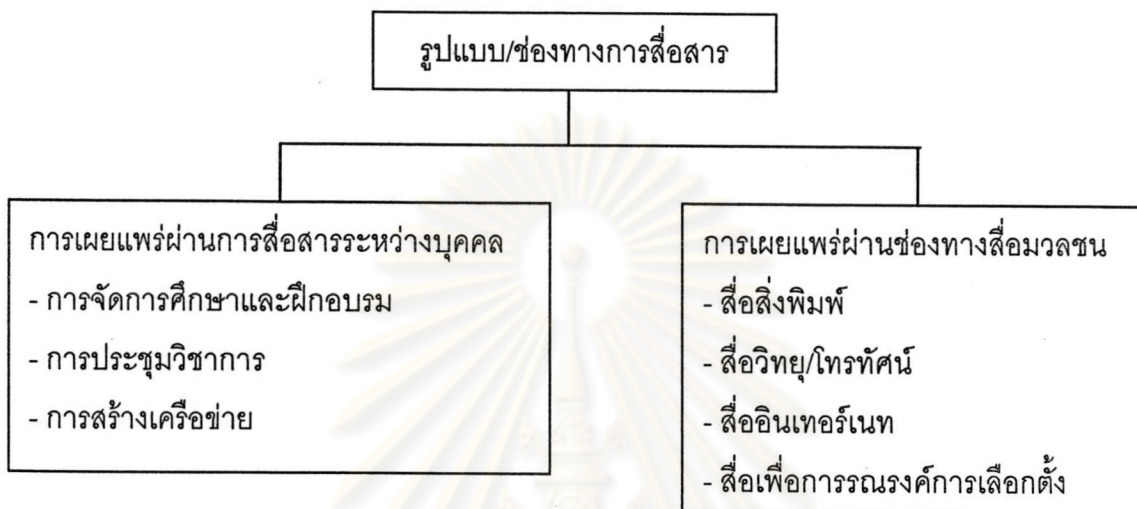 รูปแบบ/ช่องทางการสื่อสาร
การเผยแพร่ผ่านการสื่อสารระหว่างบุคคล
- การจัดการศึกษาและฝึกอบรม
- การประชุมวิชาการ
- การสร้างเครือข่าย
การเผยแพร่ผ่านช่องทางสื่อมวลชน
- สื่อสิ่งพิมพ์
- สื่อวิทยุ/โทรทัศน์
- สื่ออินเทอร์เนท
- สื่อเพื่อการรณรงค์การเลือกตั้ง